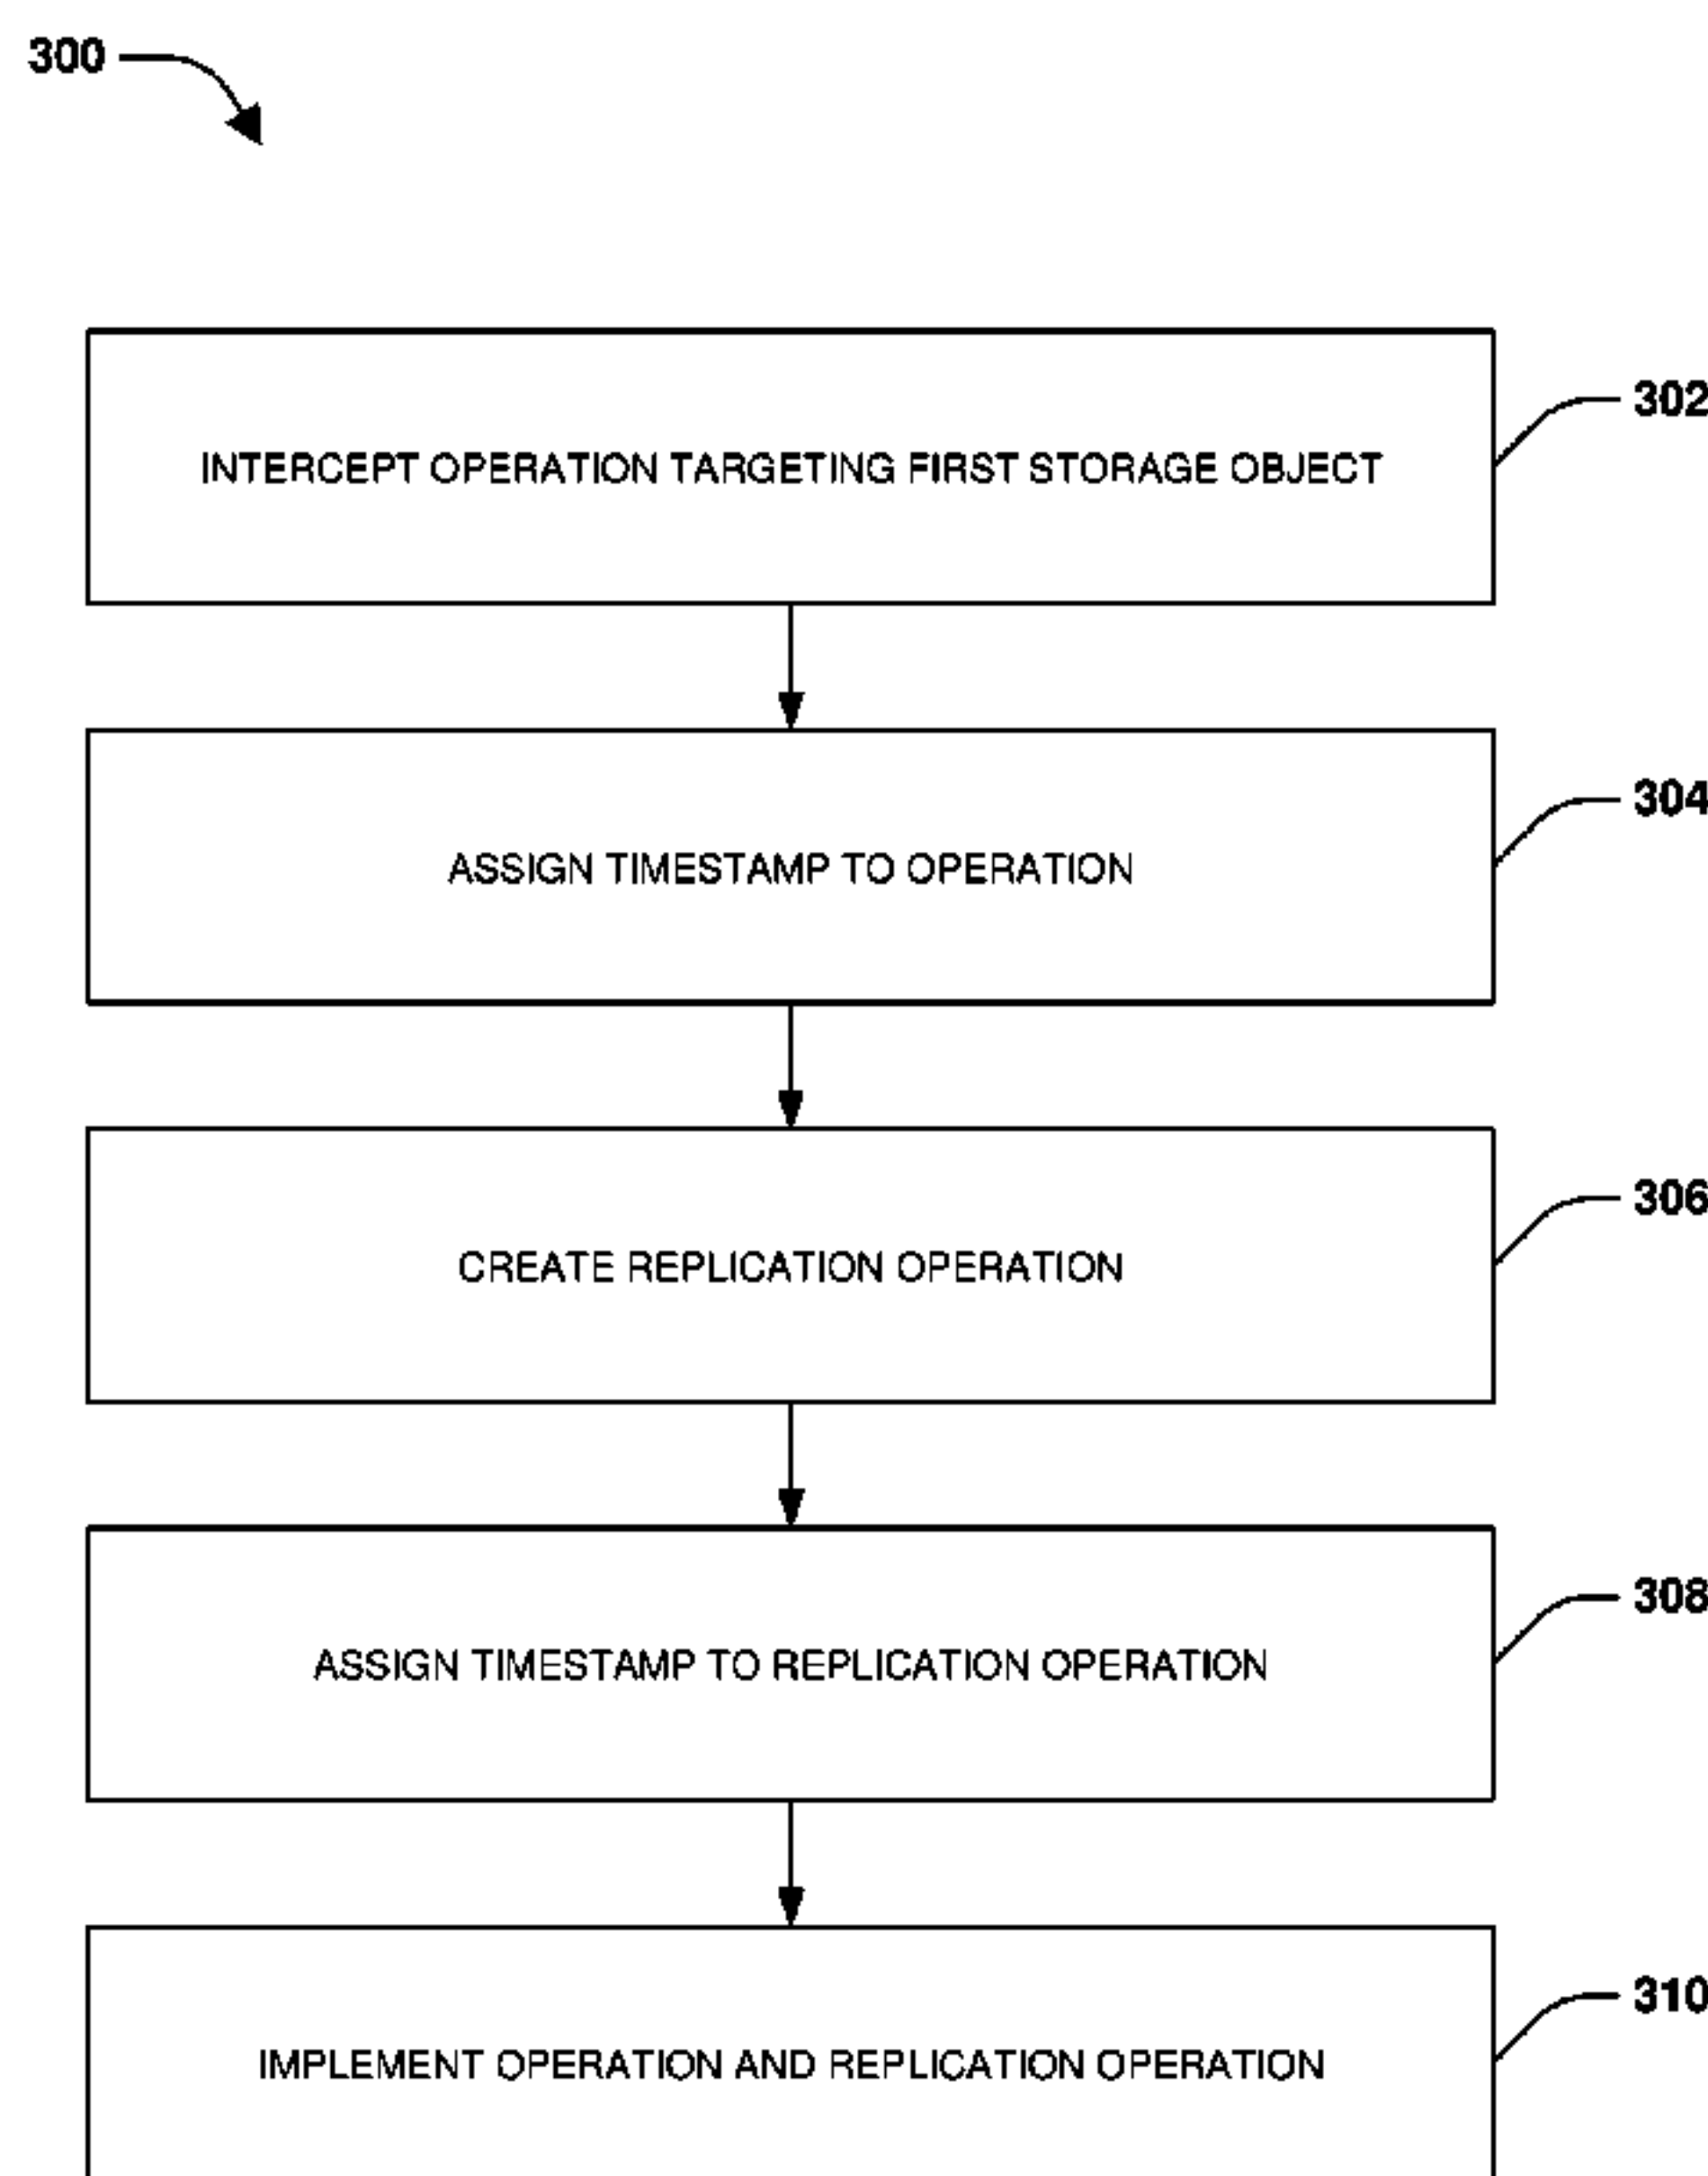 300
302
INTERCEPT OPERATION TARGETING FIRST STORAGE OBJECT
304
ASSIGN TIMESTAMP TO OPERATION
306
CREATE REPLICATION OPERATION
308
ASSIGN TIMESTAMP TO REPLICATION OPERATION
310
IMPLEMENT OPERATION AND REPLICATION OPERATION